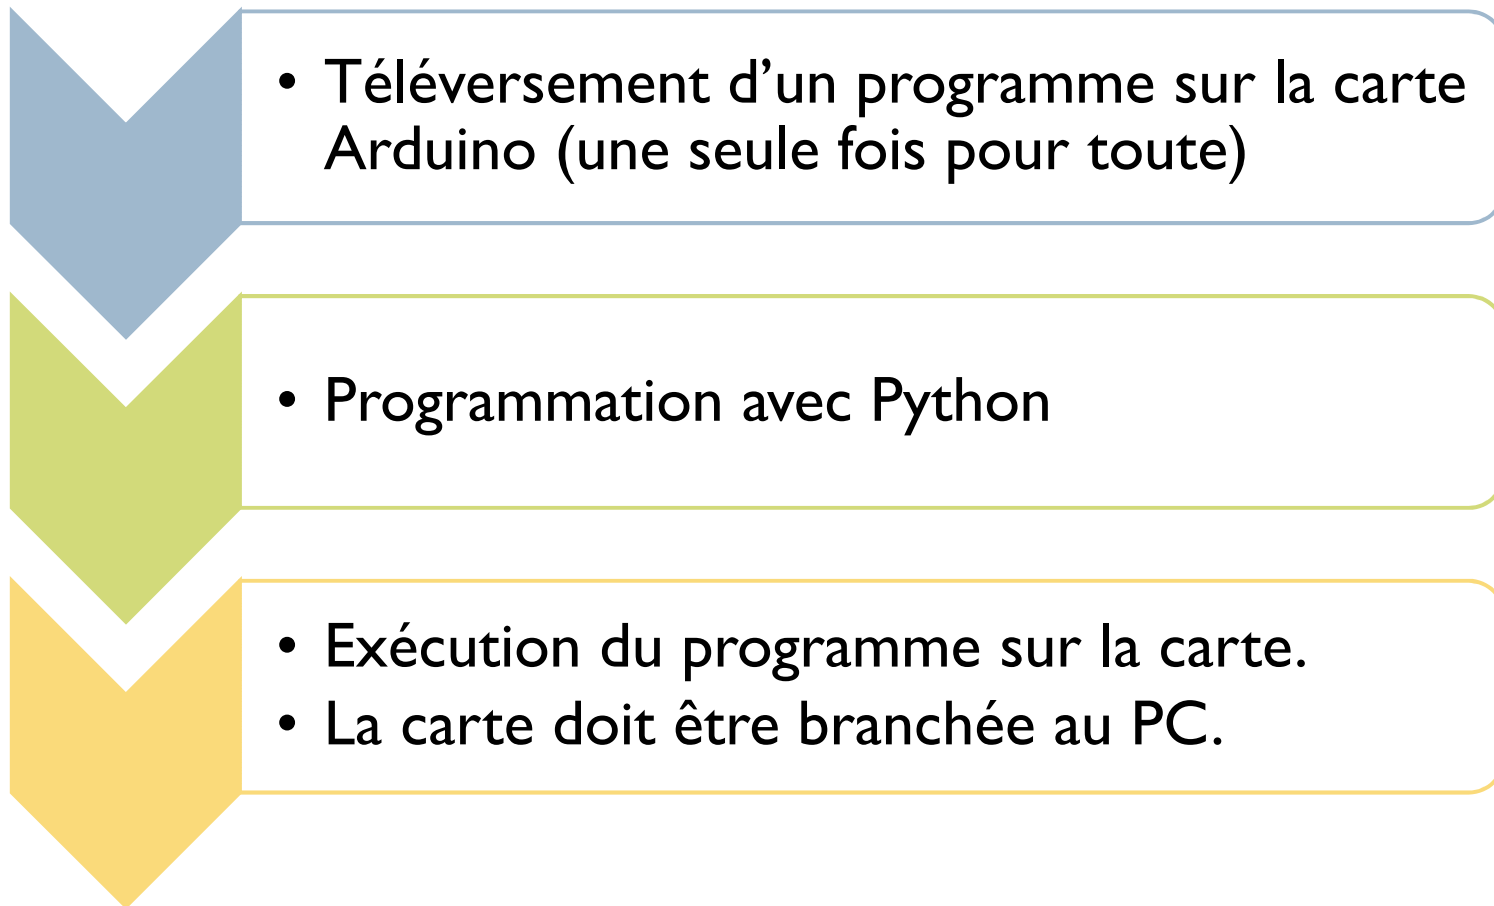 • Téléversement d’un programme sur la carte
Arduino (une seule fois pour toute)
• Programmation avec Python
• Exécution du programme sur la carte.
• La carte doit être branchée au PC.